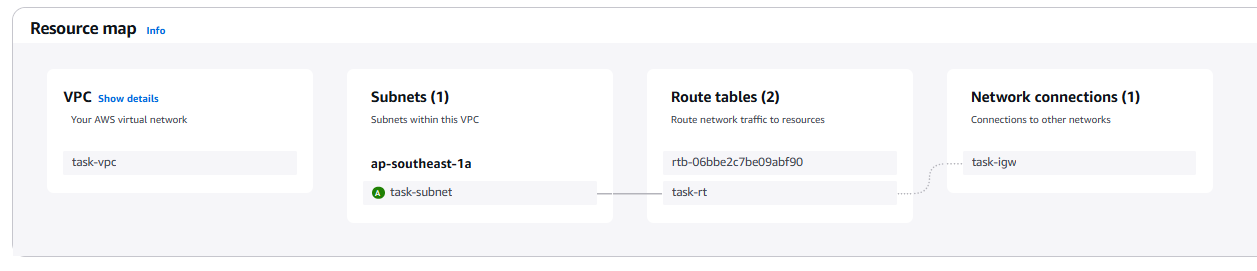 Resource map Info
VPC Show details
Your AWS virtual network
task-vpc
Subnets (1)
Subnets within this VPC
ap-southeast-1a
A task-subnet
Route tables (2)
Route network traffic to resources
rtb-06bbe2c7be09abf90
task-rt
Network connections (1)
Connections to other networks
task-igw